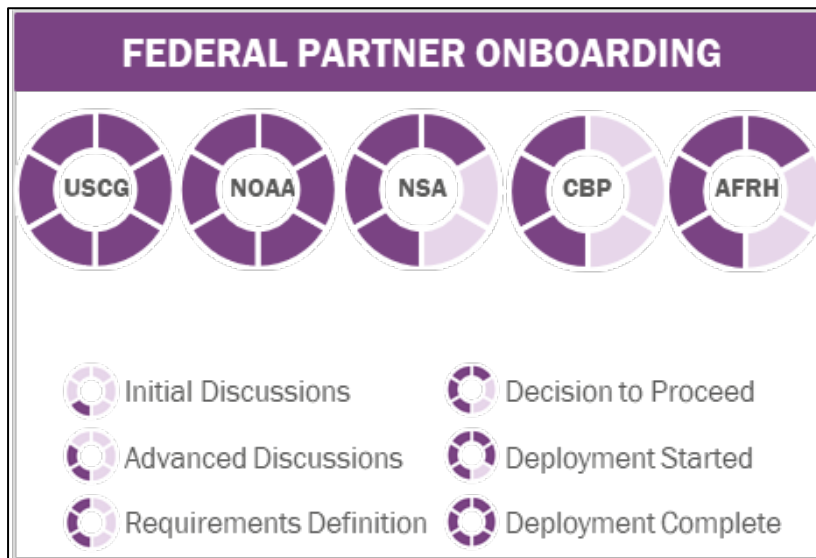 FEDERAL PARTNER ONBOARDING
USCG NOAA NSA CBP AFRH
Initial Discussions Decision to Proceed
Advanced Discussions Deployment Started
Requirements Definition Deployment Complete